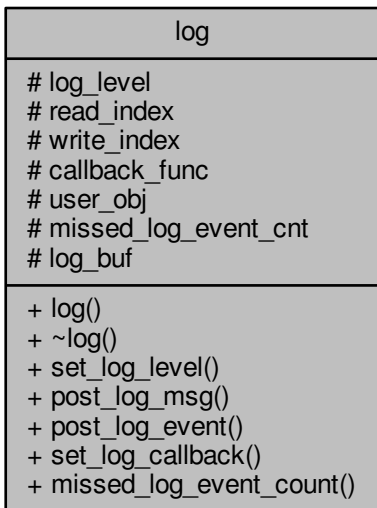 log
# log_level
# read_index
# write_index
# callback_func
# user_obj
# missed_log_event_cnt
# log_buf
+ log()
+ ~log()
+ set_log_level()
+ post_log_msg()
+ post_log_event()
+ set_log_callback()
+ missed_log_event_count()